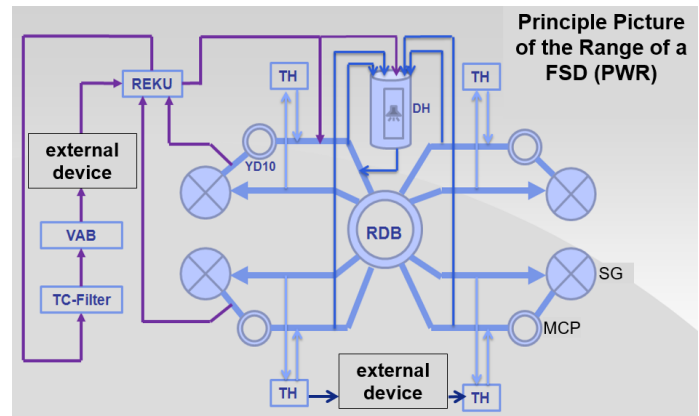 Principle Picture
of the Range of a
FSD (PWR)
TH
TH
REKU
DH
external
device
YD10
VAB
RDB
TC-Filter
SG
MCP
TH
external
device
TH